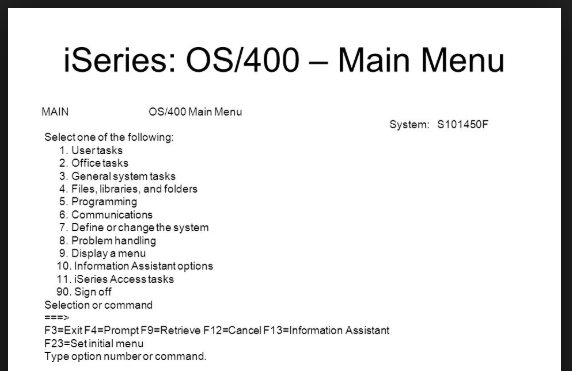 iSeries: OS/400 – Main Menu
MAIN OS/400 Main Menu
System: S101450F
Select one of the following:
1. User tasks
2. Office tasks
3. General system tasks
4. Files, libraries, and folders
5. Programming
6. Communications
7. Define or change the system
8. Problem handling
9. Display a menu
10. Information Assistant options
11. iSeries Access tasks
90. Sign off
Selection or command
===>
F3=Exit F4=Prompt F9=Retrieve F12=Cancel F13=Information Assistant
F23=Set initial menu
Type option number or command.